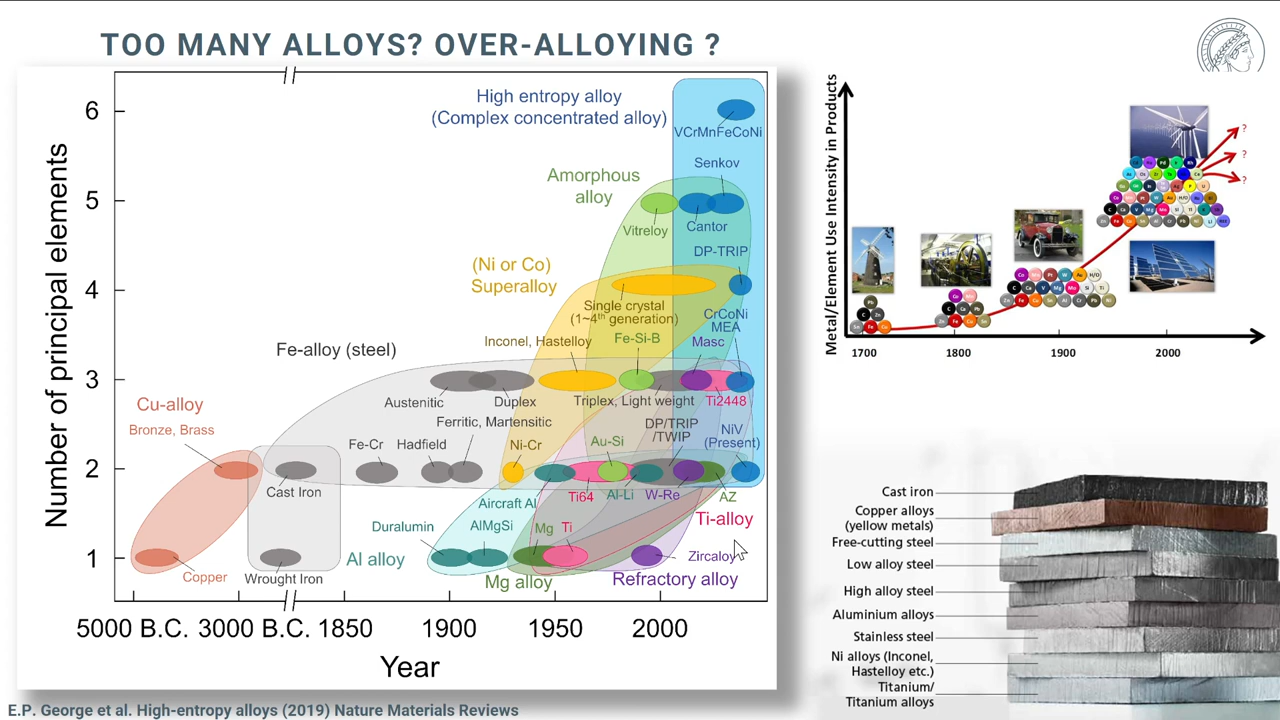 TOO MANY ALLOYS? OVER-ALLOYING ?
Number of principal elements
6
5
4
3
2
1
High entropy alloy
(Complex concentrated alloy)
VCrMnFeCoNi
Senkov
Amorphous
alloy
Vitreloy
Cantor
DP-TRIP
(Ni or Co)
Superalloy
Single crystal
(1~4th generation)
CrCoNi
MEA
Inconel, Hastelloy
Fe-Si-B
Masc
Fe-alloy (steel)
Austenitic
Duplex
Triplex, Light weight
Ti2448
Cu-alloy
Bronze, Brass
Ferritic, Martensitic
DP/TRIP
/TWIP
NiV
(Present)
Fe-Cr
Hadfield
Ni-Cr
Au-Si
Cast Iron
Aircraft Al
Ti64
Al-Li
W-Re
AZ
Ti-alloy
Duralumin
AlMgSi
Mg
Ti
Al alloy
Zircaloy
Copper
Wrought Iron
Mg alloy
Refractory alloy
5000 B.C.
3000 B.C.
1850
1900
1950
2000
Year
E.P. George et al. High-entropy alloys (2019) Nature Materials Reviews
Metal/Element Use Intensity in Products
?
?
?
1700
1800
1900
2000
Cast iron
Copper alloys
(yellow metals)
Free-cutting steel
Low alloy steel
High alloy steel
Aluminium alloys
Stainless steel
Ni alloys (Inconel,
Hastelloy etc.)
Titanium/
Titanium alloys